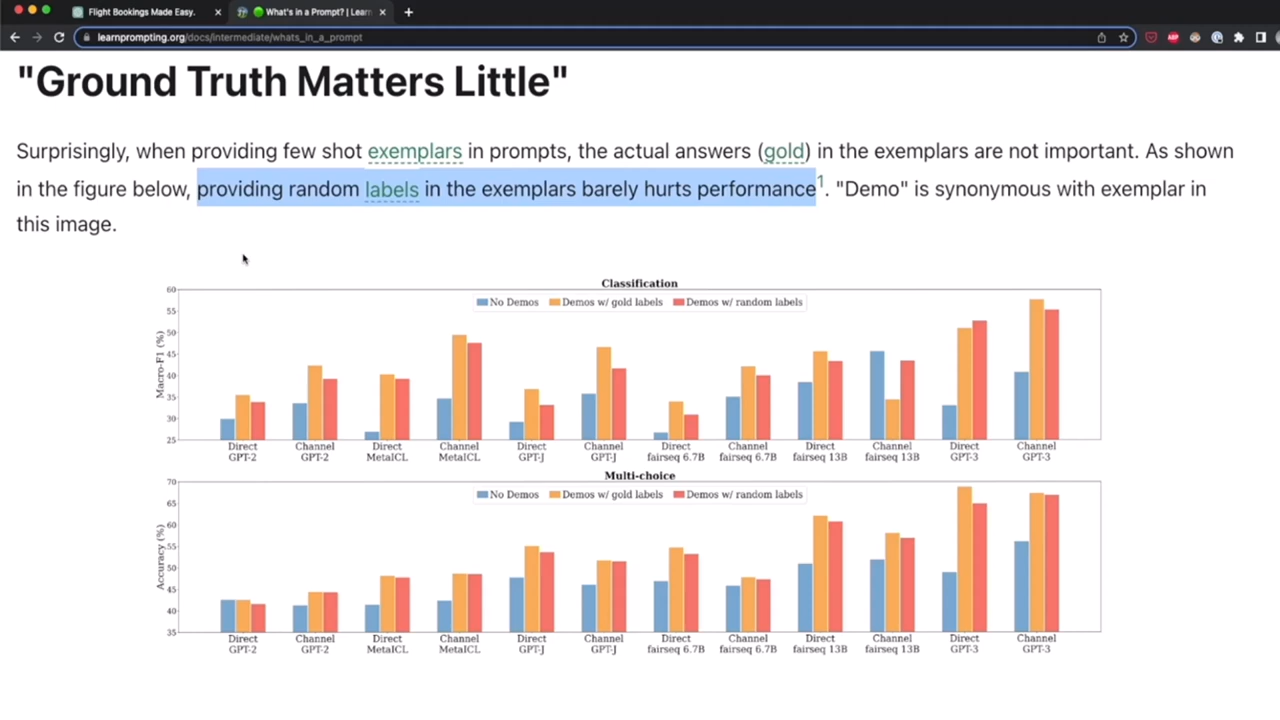 Flight Bookings Made Easy.
What's in a Prompt? | Learn
learnprompting.org/docs/intermediate/whats_in_a_prompt
"Ground Truth Matters Little"
Surprisingly, when providing few shot exemplars in prompts, the actual answers (gold) in the exemplars are not important. As shown
in the figure below, providing random labels in the exemplars barely hurts performance1. "Demo" is synonymous with exemplar in
this image.
Classification
No Demos Demos w/ gold labels Demos w/ random labels
Macro-F1 (%)
60
55
50
45
40
35
30
25
Direct Channel Direct Channel Direct Channel Direct Channel Direct Channel Direct Channel
GPT-2 GPT-2 MetaICL MetaICL GPT-J GPT-J fairseq 6.7B fairseq 6.7B fairseq 13B fairseq 13B GPT-3 GPT-3
Multi-choice
No Demos Demos w/ gold labels Demos w/ random labels
Accuracy (%)
70
65
60
55
50
45
40
35
Direct Channel Direct Channel Direct Channel Direct Channel Direct Channel Direct Channel
GPT-2 GPT-2 MetaICL MetaICL GPT-J GPT-J fairseq 6.7B fairseq 6.7B fairseq 13B fairseq 13B GPT-3 GPT-3